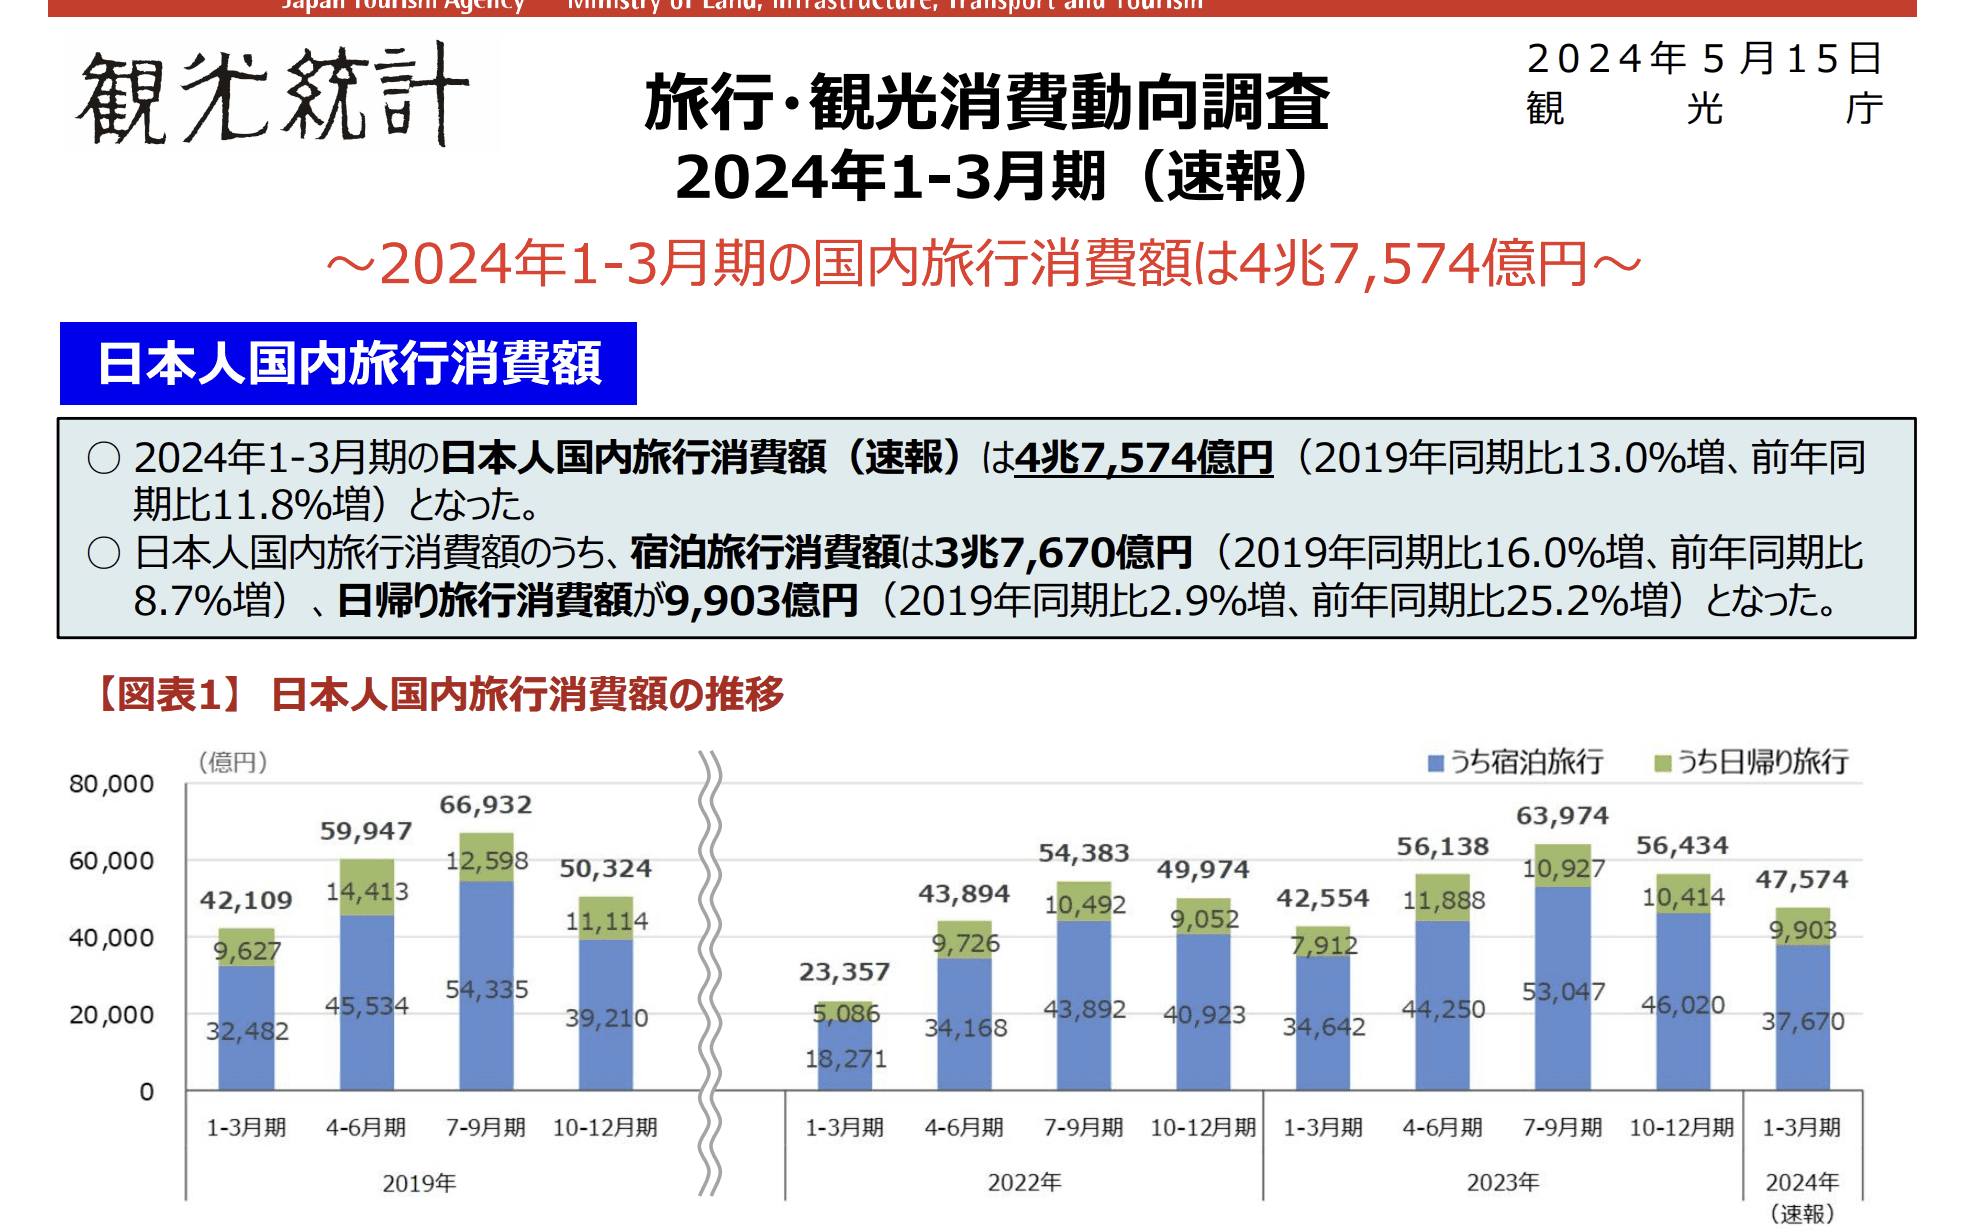 Japan Tourism Agency Ministry of Land, Infrastructure, Transport and Tourism
観光統計
2024年5月15日
観光庁
旅行・観光消費動向調査
2024年1-3月期（速報）
～2024年1-3月期の国内旅行消費額は4兆7,574億円～
日本人国内旅行消費額
○ 2024年1-3月期の日本人国内旅行消費額（速報）は4兆7,574億円（2019年同期比13.0%増、前年同
期比11.8%増）となった。
○ 日本人国内旅行消費額のうち、宿泊旅行消費額は3兆7,670億円（2019年同期比16.0%増、前年同期比
8.7%増）、日帰り旅行消費額が9,903億円（2019年同期比2.9%増、前年同期比25.2%増）となった。
【図表1】 日本人国内旅行消費額の推移
（億円）
うち宿泊旅行 うち日帰り旅行
80,000
60,000
40,000
20,000
0
42,109 59,947 66,932 50,324 23,357 43,894 54,383 49,974 42,554 56,138 63,974 56,434 47,574
9,627 14,413 12,598 11,114 5,086 9,726 10,492 9,052 7,912 11,888 10,927 10,414 9,903
32,482 45,534 54,335 39,210 18,271 34,168 43,892 40,923 34,642 44,250 53,047 46,020 37,670
1-3月期 4-6月期 7-9月期 10-12月期 1-3月期 4-6月期 7-9月期 10-12月期 1-3月期 4-6月期 7-9月期 10-12月期 1-3月期
2019年 2022年 2023年 2024年
（速報）